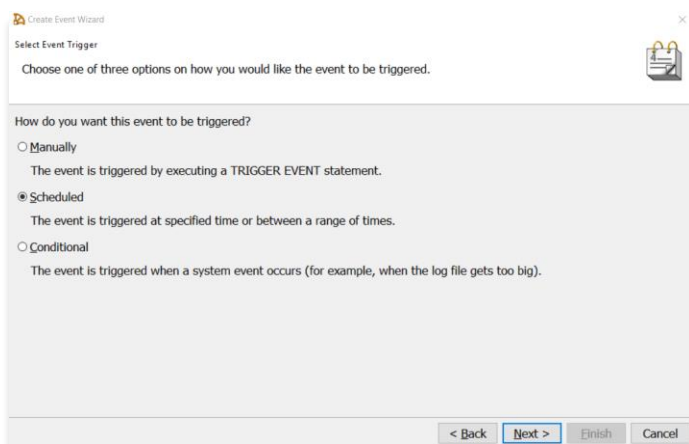 Create Event Wizard
Select Event Trigger
Choose one of three options on how you would like the event to be triggered.
How do you want this event to be triggered?
Manually
The event is triggered by executing a TRIGGER EVENT statement.
Scheduled
The event is triggered at specified time or between a range of times.
Conditional
The event is triggered when a system event occurs (for example, when the log file gets too big).
< Back Next > Finish Cancel